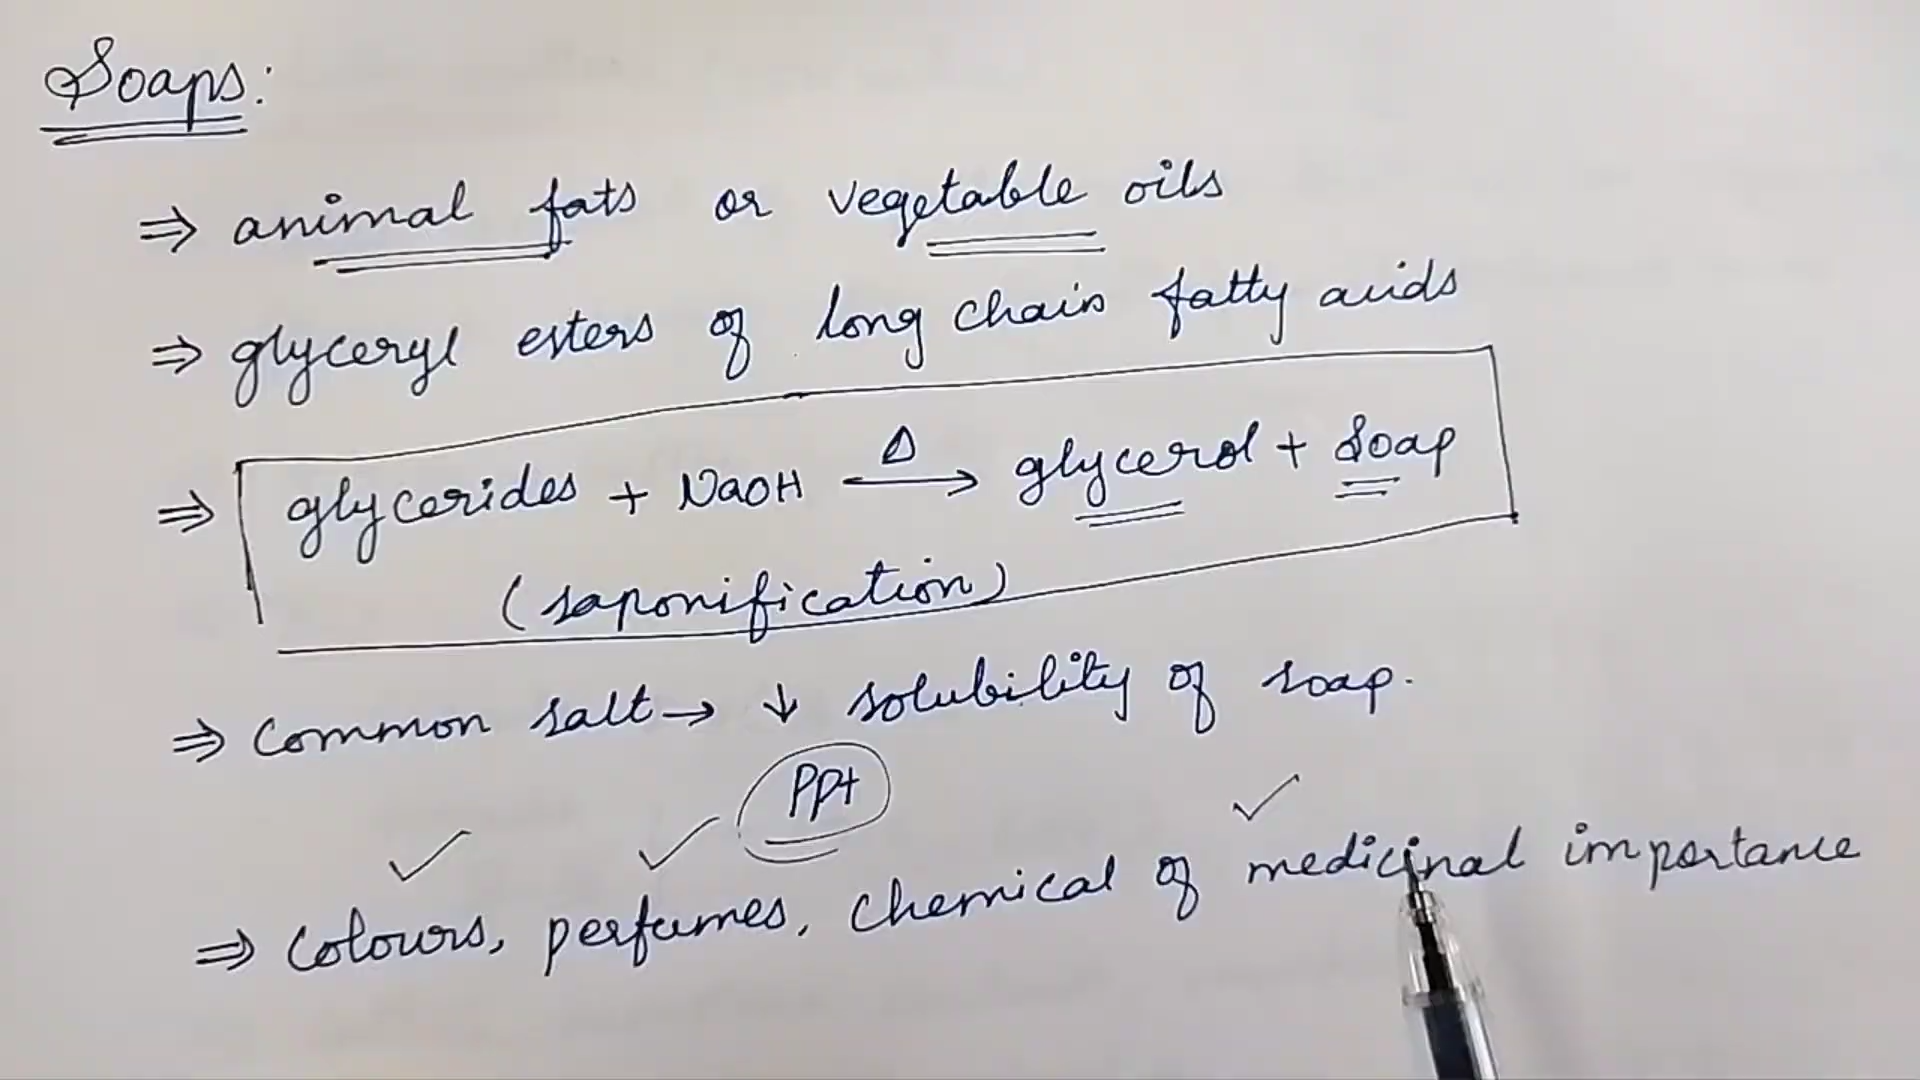 Soaps:
⇒ animal fats or vegetable oils
⇒ glyceryl esters of long chain fatty acids
⇒ glycerides + NaOH —Δ→ glycerol + Soap
(saponification)
⇒ Common salt → ↓ solubility of soap.
ppt
⇒ Colours, perfumes, Chemical of medicinal importance